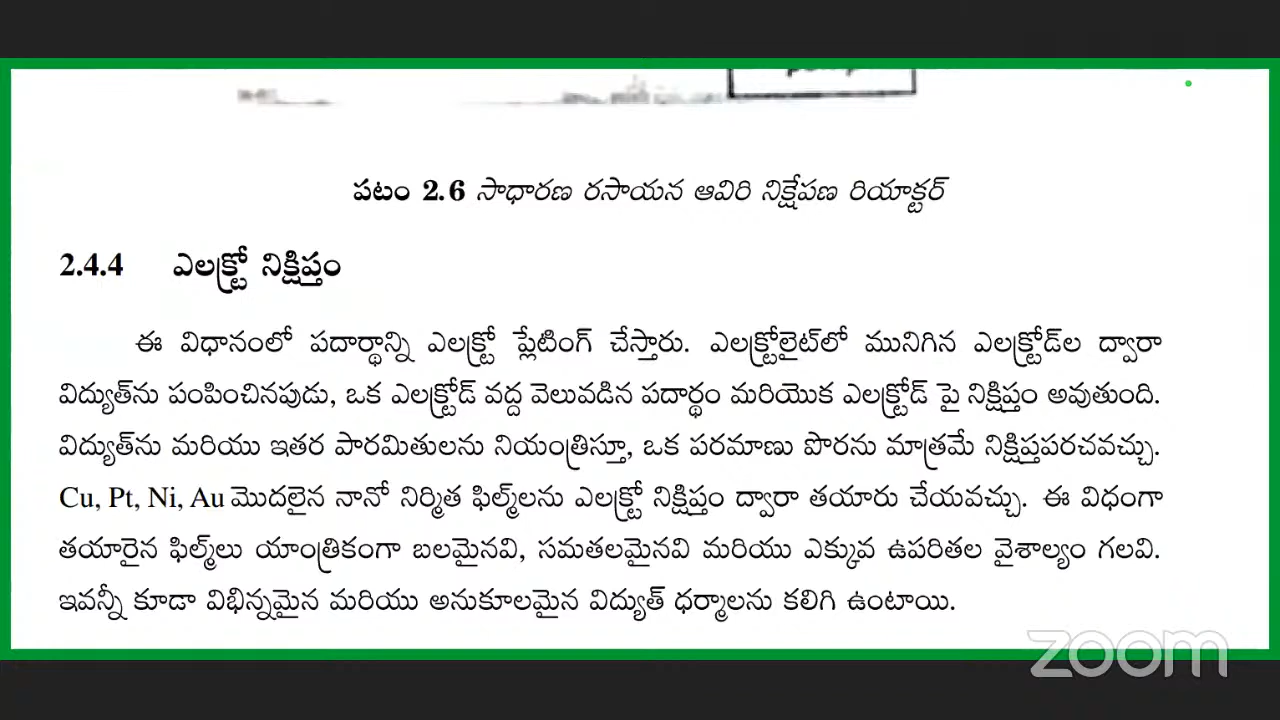 పటం 2.6 సాధారణ రసాయన ఆవిరి నిక్షేపణ రియాక్టర్
2.4.4 ఎలక్ట్రో నిక్షిప్తం
ఈ విధానంలో పదార్థాన్ని ఎలక్ట్రో ప్లేటింగ్ చేస్తారు. ఎలక్ట్రోలైట్‌లో మునిగిన ఎలక్ట్రోడ్‌ల ద్వారా
విద్యుత్‌ను పంపించినపుడు, ఒక ఎలక్ట్రోడ్ వద్ద వెలువడిన పదార్థం మరియొక ఎలక్ట్రోడ్ పై నిక్షిప్తం అవుతుంది.
విద్యుత్‌ను మరియు ఇతర పారమితులను నియంత్రిస్తూ, ఒక పరమాణు పొరను మాత్రమే నిక్షిప్తపరచవచ్చు.
Cu, Pt, Ni, Au మొదలైన నానో నిర్మిత ఫిల్మ్‌లను ఎలక్ట్రో నిక్షిప్తం ద్వారా తయారు చేయవచ్చు. ఈ విధంగా
తయారైన ఫిల్మ్‌లు యాంత్రికంగా బలమైనవి, సమతలమైనవి మరియు ఎక్కువ ఉపరితల వైశాల్యం గలవి.
ఇవన్నీ కూడా విభిన్నమైన మరియు అనుకూలమైన విద్యుత్ ధర్మాలను కలిగి ఉంటాయి.
zoom